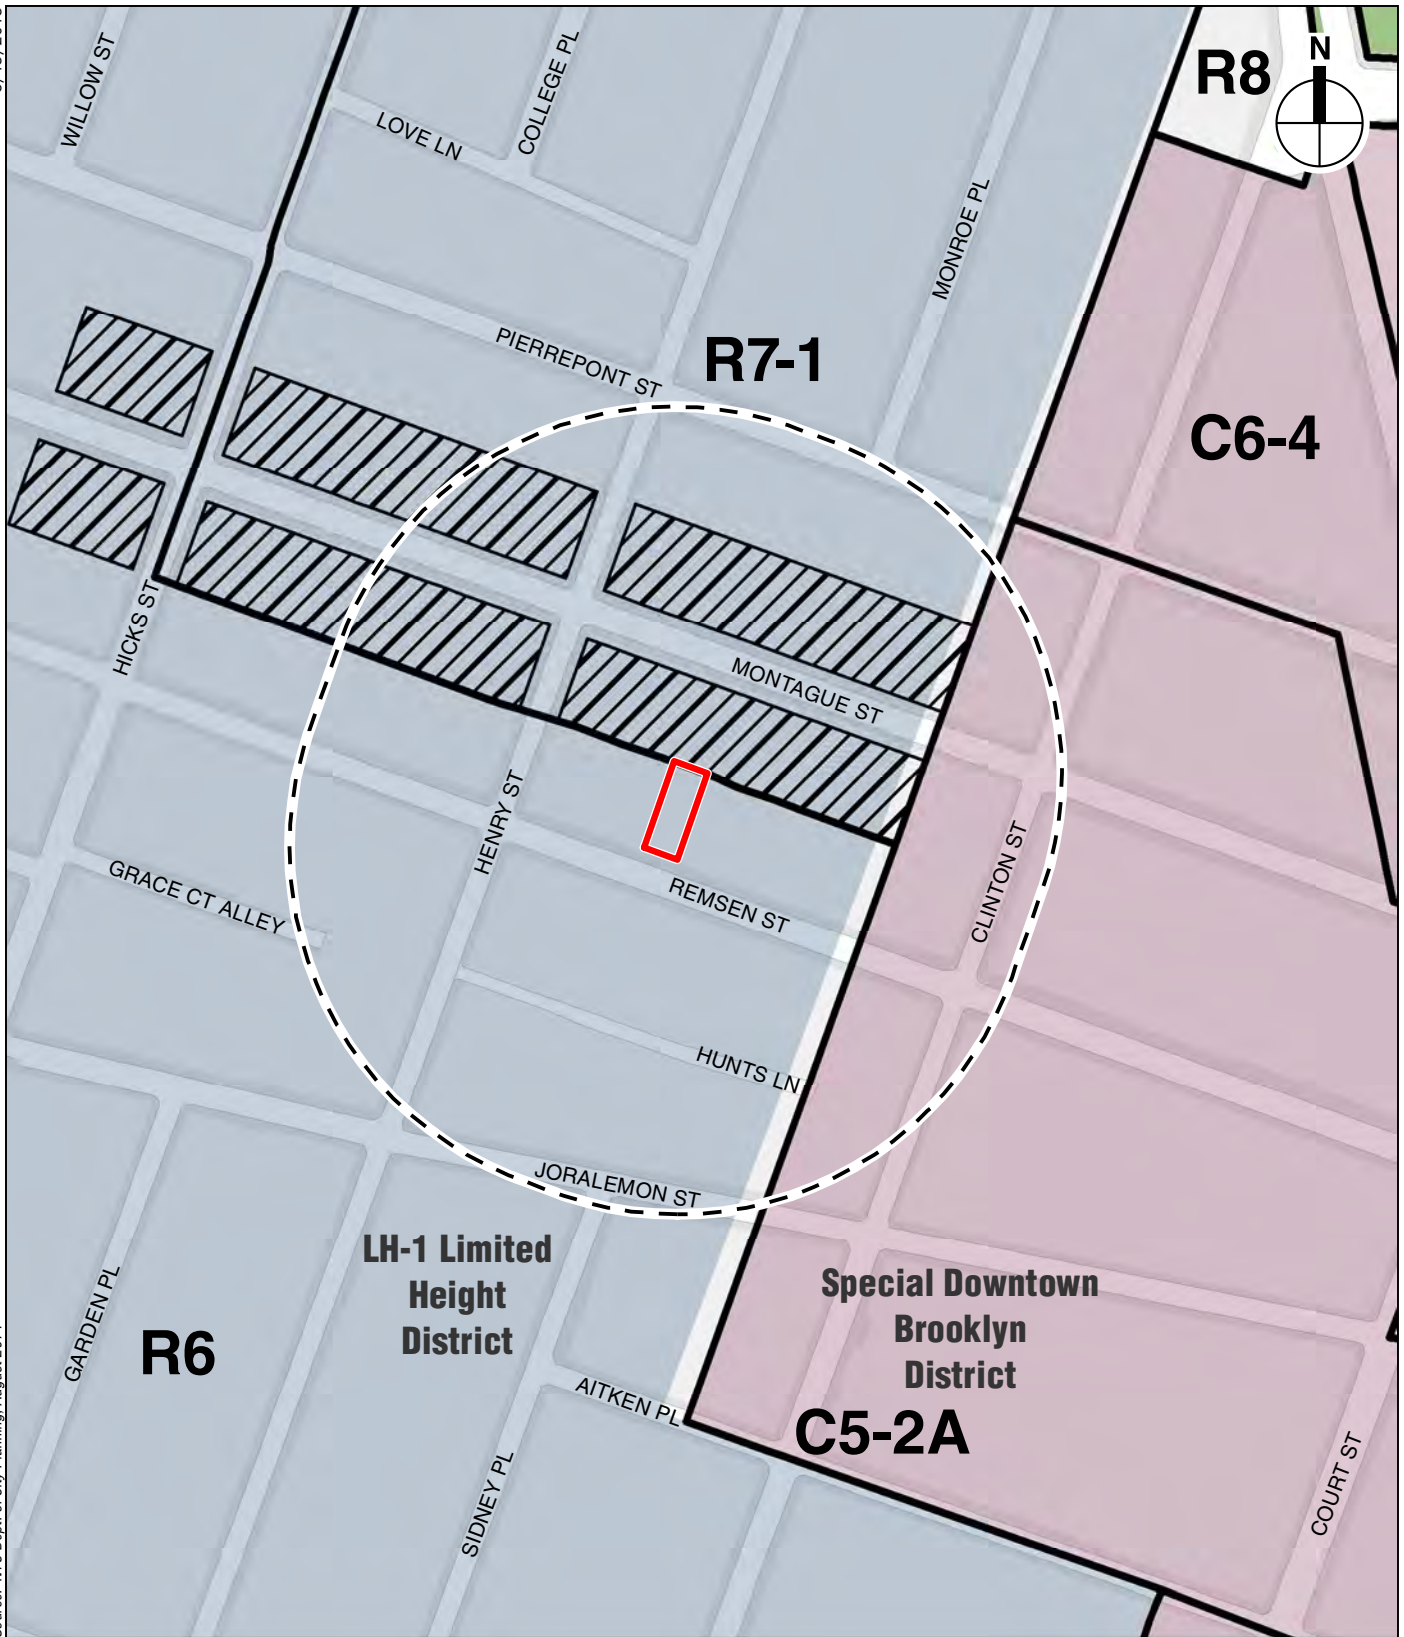 WILLOW ST
COLLEGE PL
LOVE LN
R8
N
MONROE PL
PIERREPONT ST
R7-1
C6-4
HICKS ST
MONTAGUE ST
HENRY ST
CLINTON ST
GRACE CT ALLEY
REMSEN ST
HUNTS LN
JORALEMON ST
LH-1 Limited
Height
District
Special Downtown
Brooklyn
District
GARDEN PL
R6
AITKEN PL
C5-2A
SIDNEY PL
COURT ST